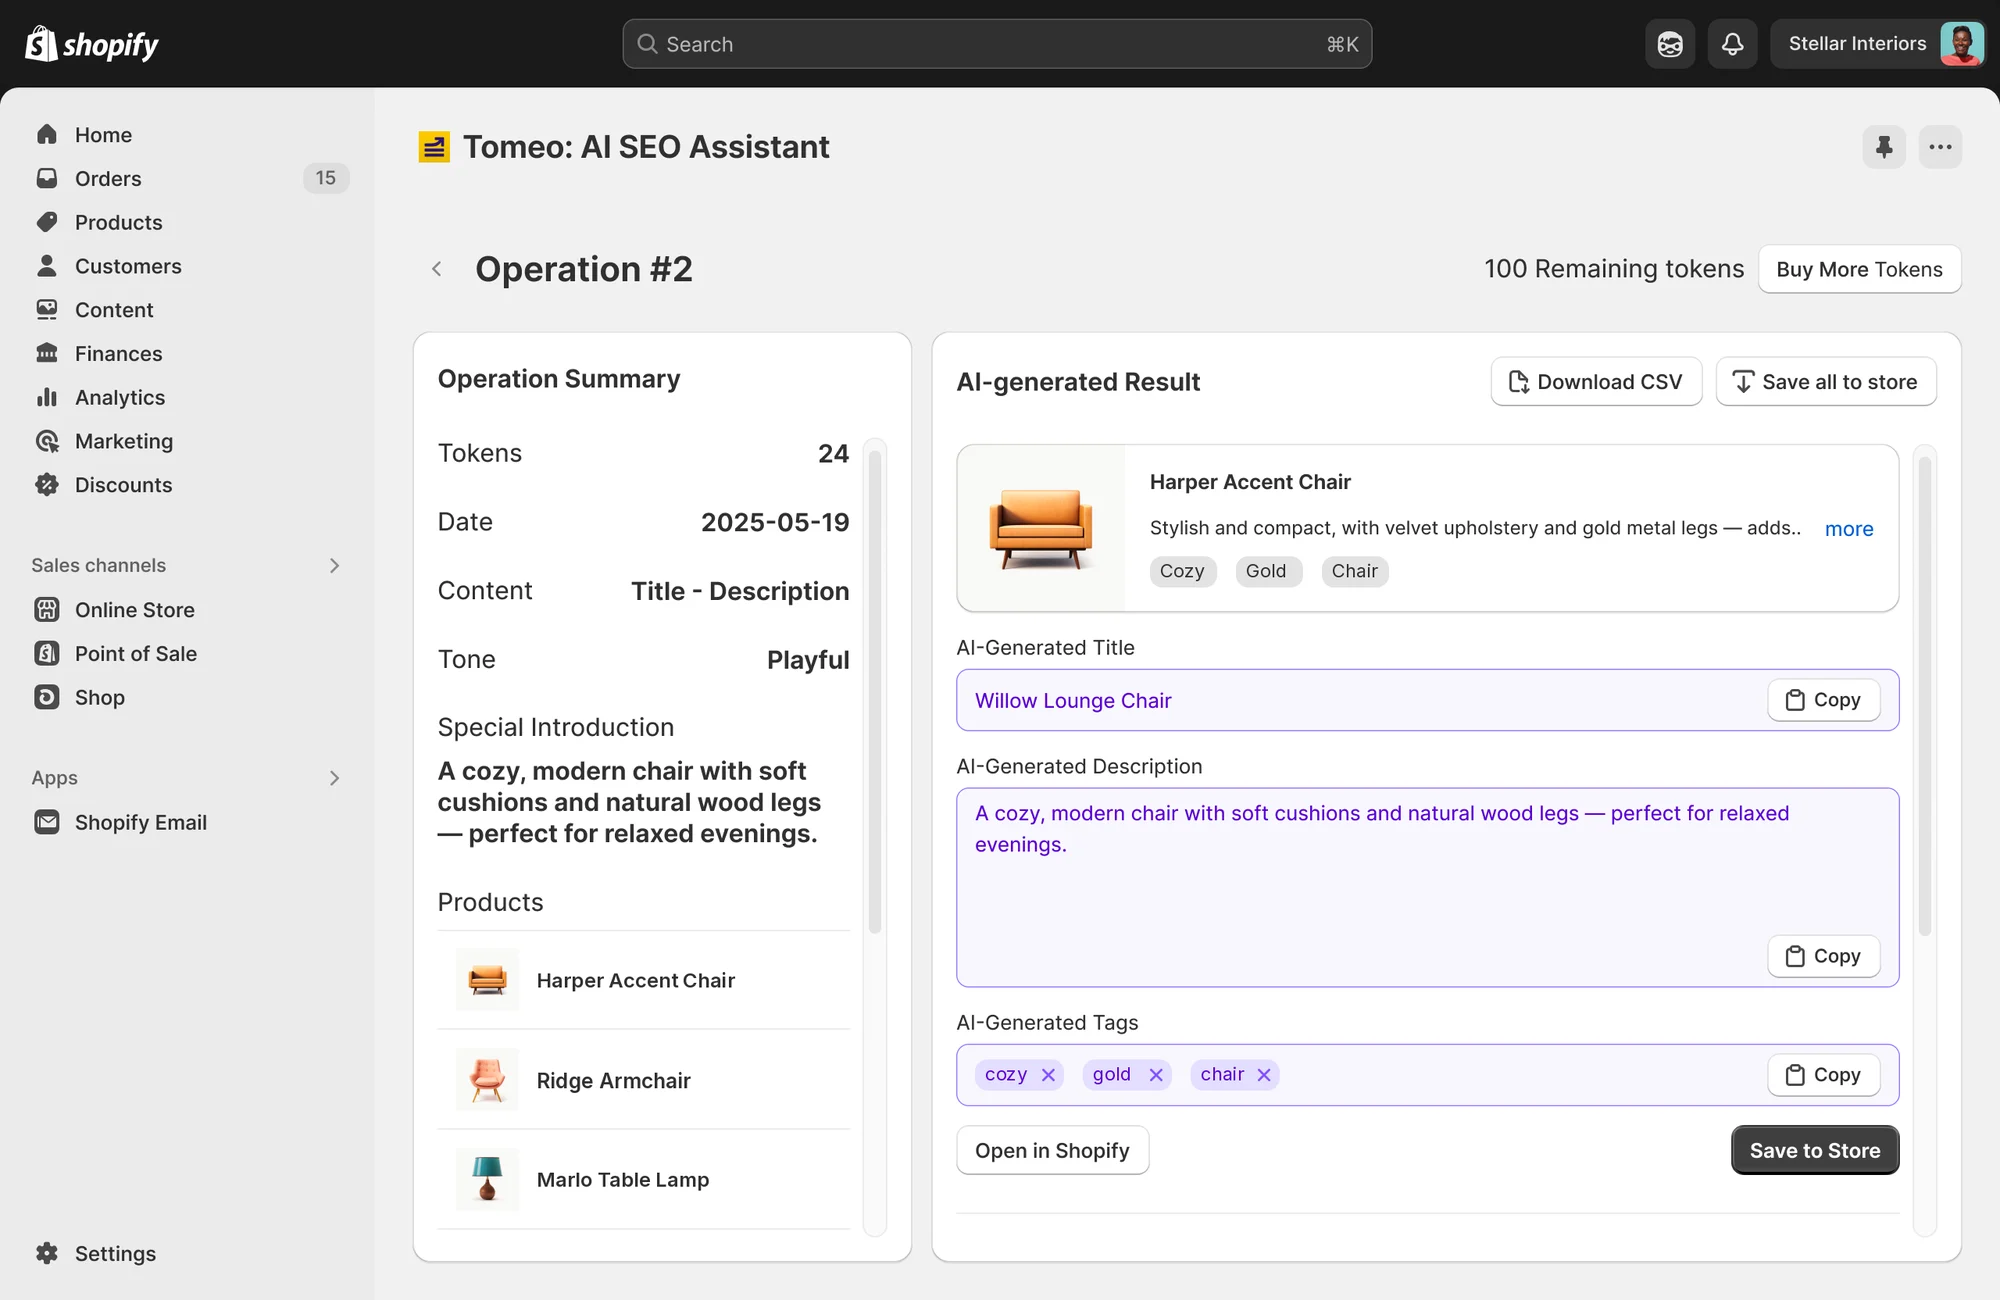 shopify
Search
⌘K
Stellar Interiors
Home
Orders
15
Products
Customers
Content
Finances
Analytics
Marketing
Discounts
Sales channels
Online Store
Point of Sale
Shop
Apps
Shopify Email
Settings
Tomeo: AI SEO Assistant
Operation #2
100 Remaining tokens
Buy More Tokens
Operation Summary
Tokens
24
Date
2025-05-19
Content
Title - Description
Tone
Playful
Special Introduction
A cozy, modern chair with soft
cushions and natural wood legs
— perfect for relaxed evenings.
Products
Harper Accent Chair
Ridge Armchair
Marlo Table Lamp
AI-generated Result
Download CSV
Save all to store
Harper Accent Chair
Stylish and compact, with velvet upholstery and gold metal legs — adds.. more
Cozy
Gold
Chair
AI-Generated Title
Willow Lounge Chair
Copy
AI-Generated Description
A cozy, modern chair with soft cushions and natural wood legs — perfect for relaxed
evenings.
Copy
AI-Generated Tags
cozy
gold
chair
Copy
Open in Shopify
Save to Store